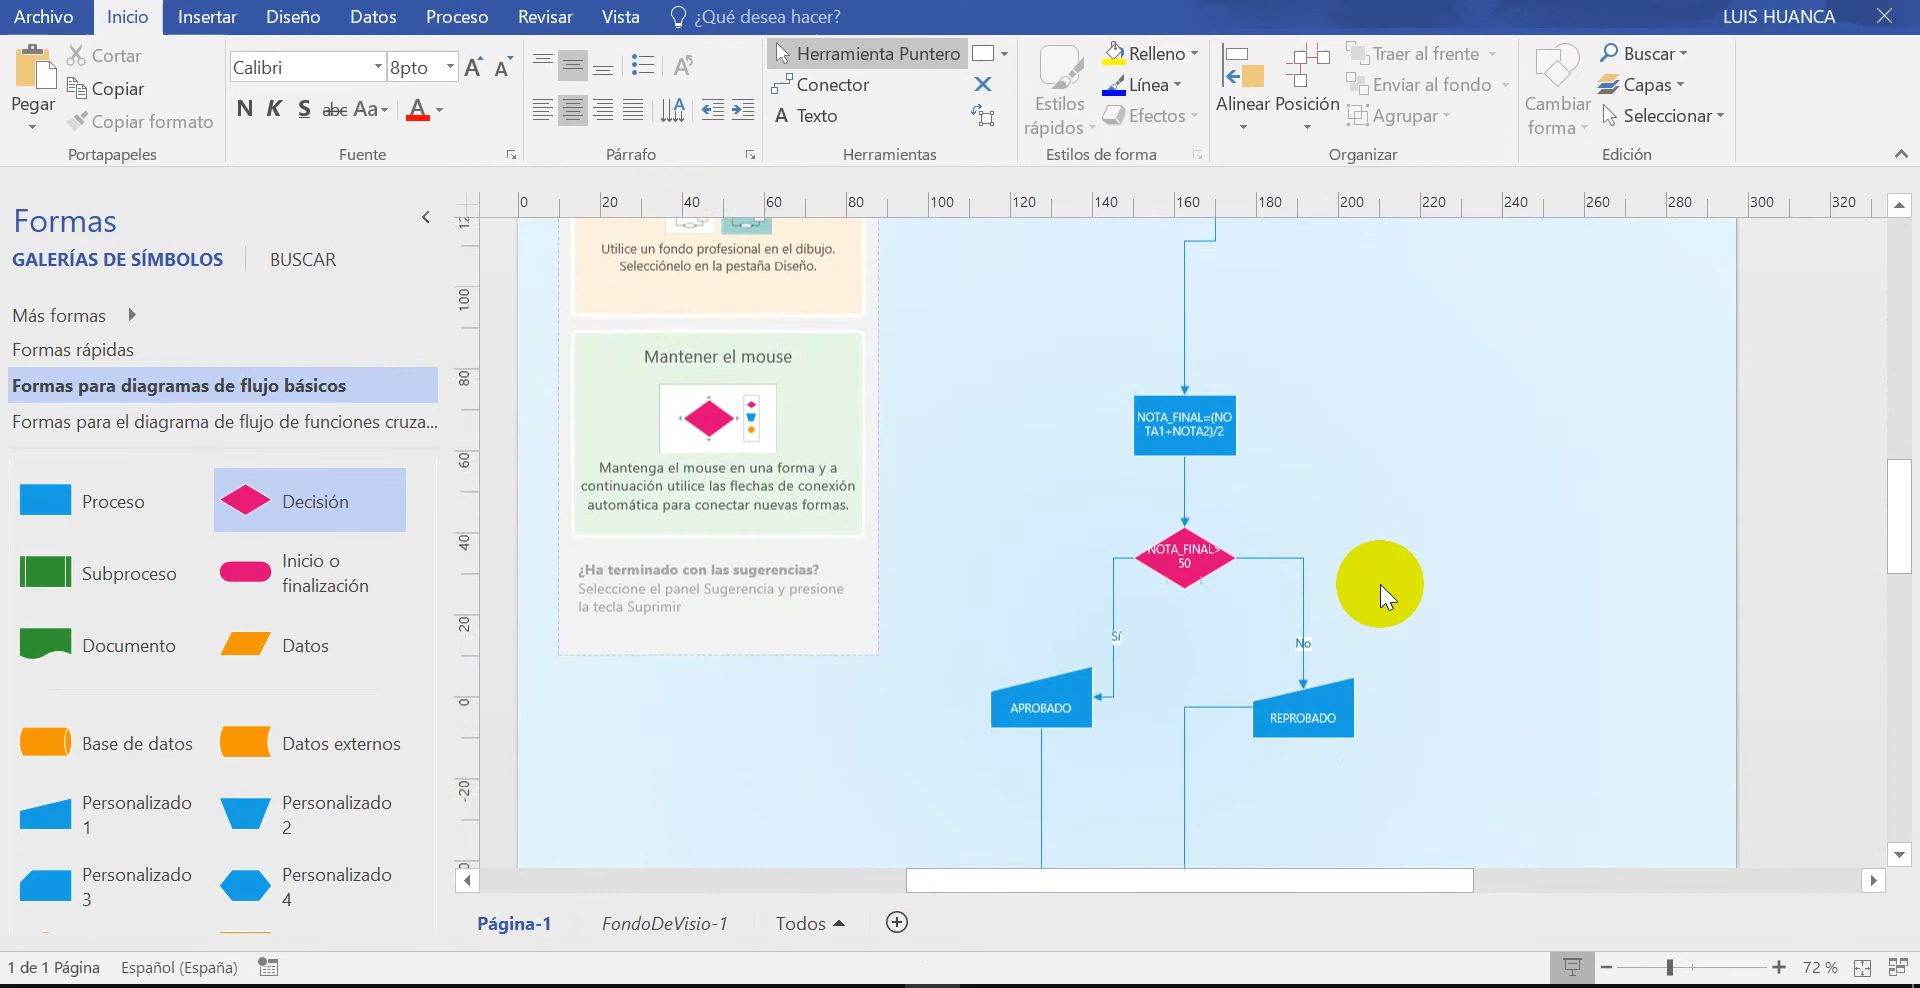 Archivo
Inicio
Insertar
Diseño
Datos
Proceso
Revisar
Vista
¿Qué desea hacer?
LUIS HUANCA
Pegar
Cortar
Copiar
Copiar formato
Portapapeles
Calibri
8pto
N K S abc Aa A
Fuente
Párrafo
Herramienta Puntero
Conector
A Texto
Herramientas
Estilos
rápidos
Relleno
Línea
Efectos
Estilos de forma
Alinear
Posición
Traer al frente
Enviar al fondo
Agrupar
Organizar
Cambiar
forma
Buscar
Capas
Seleccionar
Edición
Formas
GALERÍAS DE SÍMBOLOS
BUSCAR
Más formas
Formas rápidas
Formas para diagramas de flujo básicos
Formas para el diagrama de flujo de funciones cruza...
Proceso
Decisión
Subproceso
Inicio o
finalización
Documento
Datos
Base de datos
Datos externos
Personalizado
1
Personalizado
2
Personalizado
3
Personalizado
4
0 20 40 60 80 100 120 140 160 180 200 220 240 260 280 300 320
100
80
60
40
20
0
-20
Utilice un fondo profesional en el dibujo.
Selecciónelo en la pestaña Diseño.
Mantener el mouse
Mantenga el mouse en una forma y a
continuación utilice las flechas de conexión
automática para conectar nuevas formas.
¿Ha terminado con las sugerencias?
Seleccione el panel Sugerencia y presione
la tecla Suprimir
NOTA_FINAL=(NO
TA1+NOTA2)/2
NOTA_FINAL>
50
Sí
No
APROBADO
REPROBADO
Página-1
FondoDeVisio-1
Todos
1 de 1 Página
Español (España)
72 %